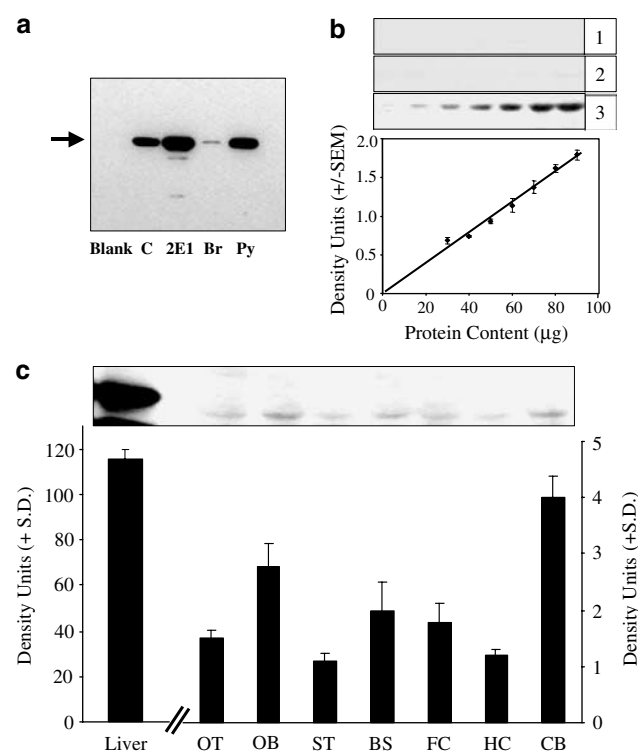 a
Blank C 2E1 Br Py
b
1
2
3
Density Units (+/-SEM)
2.0
1.5
1.0
0.5
0
20 40 60 80 100
Protein Content (µg)
c
Density Units (+ S.D.)
120
100
80
60
40
20
0
5
4
3
2
1
0
Density Units (+S.D.)
Liver OT OB ST BS FC HC CB